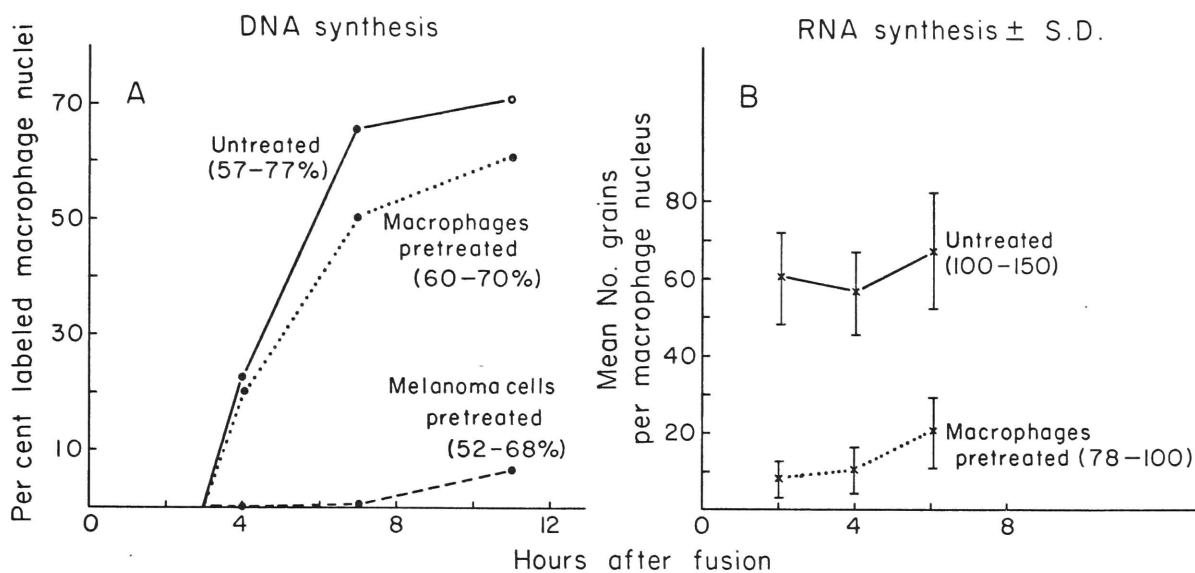 DNA synthesis
Per cent labeled macrophage nuclei
A
70
50
30
10
0
4
8
12
Untreated
(57–77%)
Macrophages
pretreated
(60–70%)
Melanoma cells
pretreated
(52–68%)
RNA synthesis ± S.D.
Mean No. grains
per macrophage nucleus
B
80
60
40
20
0
4
8
Untreated
(100–150)
Macrophages
pretreated (78–100)
Hours after fusion